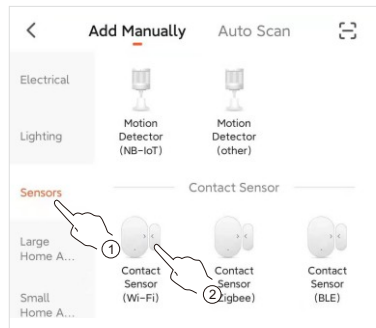 Add Manually Auto Scan
Electrical
Lighting
Sensors
Large
Home A...
Small
Home A...
Motion
Detector
(NB-IoT)
Motion
Detector
(other)
Contact Sensor
Contact
Sensor
(Wi-Fi)
Contact
Sensor
igbee)
Contact
Sensor
(BLE)
1
2